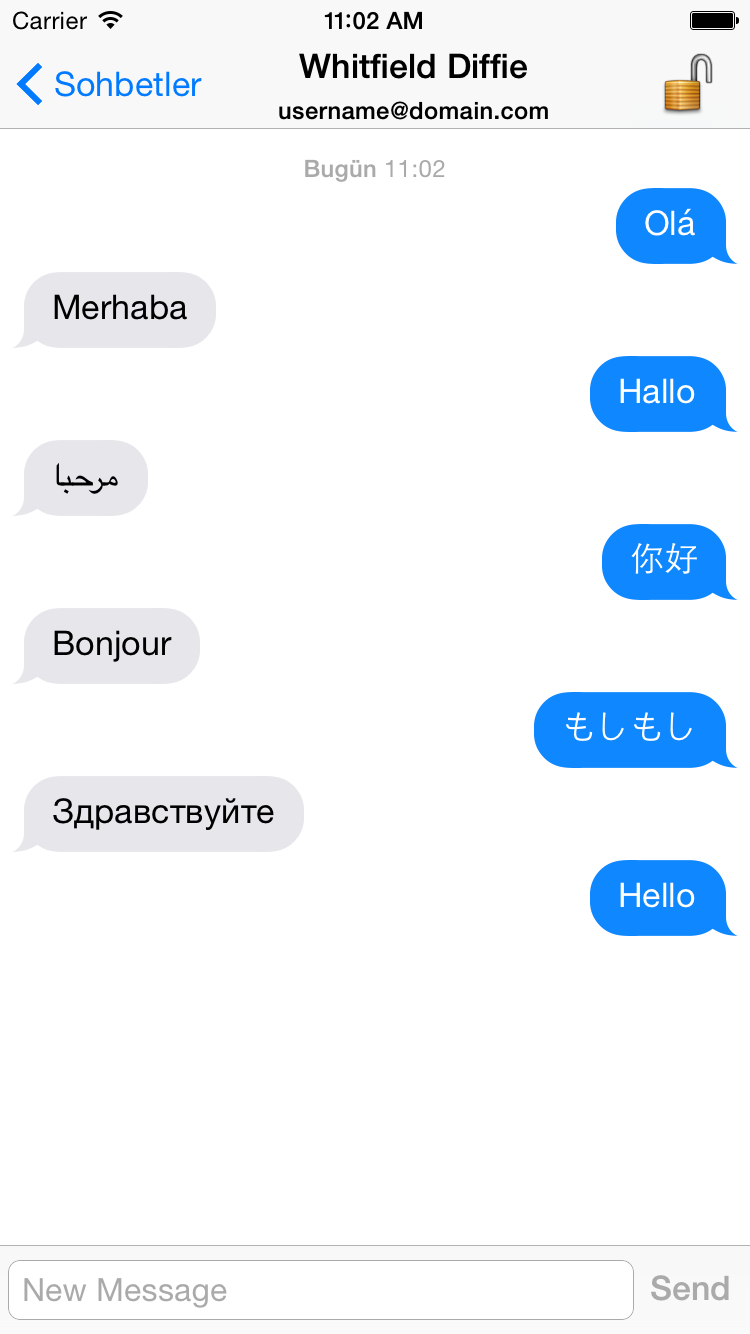 Carrier 11:02 AM
Sohbetler
Whitfield Diffie
username@domain.com
Bugün 11:02
Olá
Merhaba
Hallo
مرحبا
你好
Bonjour
もしもし
Здравствуйте
Hello
New Message
Send